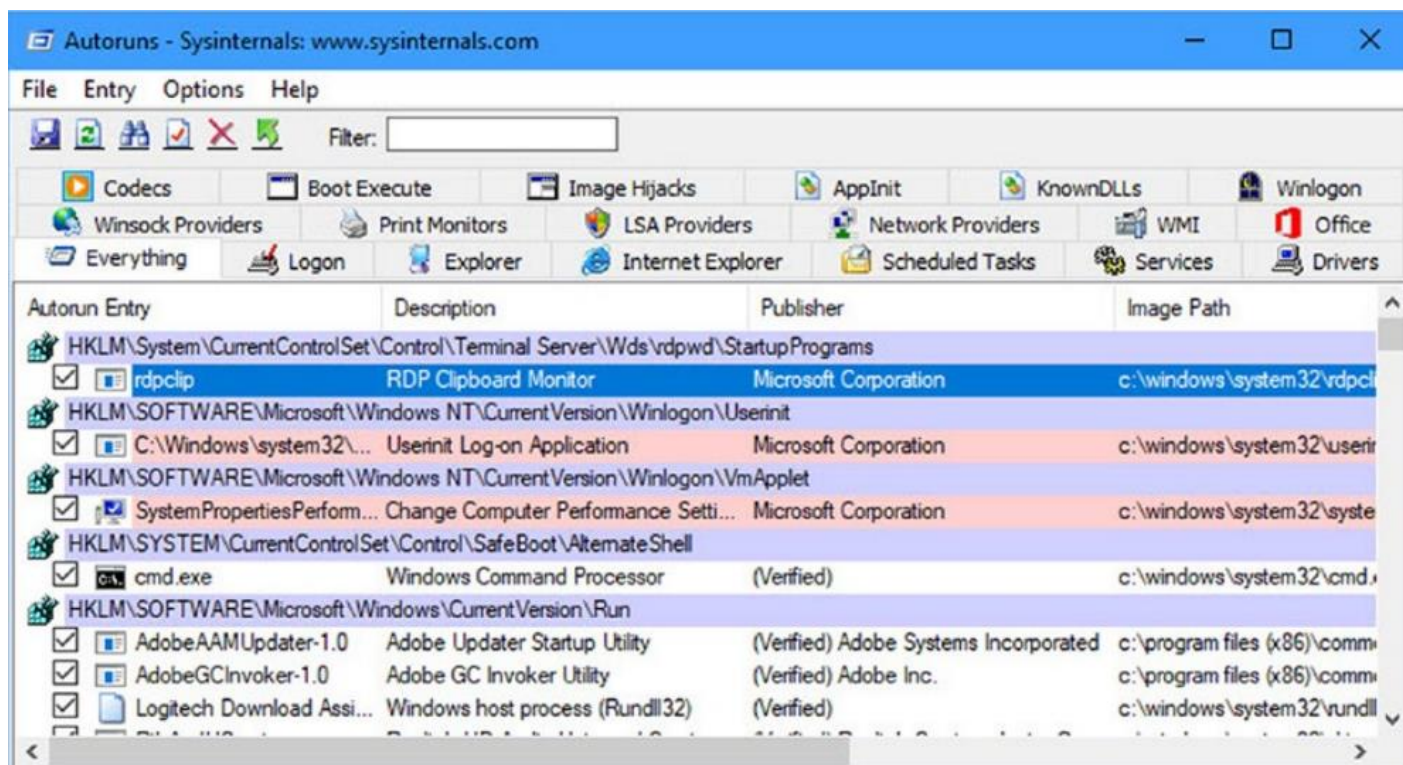 Autoruns - Sysinternals: www.sysinternals.com
File Entry Options Help
Filter:
Codecs Boot Execute Image Hijacks AppInit KnownDLLs Winlogon
Winsock Providers Print Monitors LSA Providers Network Providers WMI Office
Everything Logon Explorer Internet Explorer Scheduled Tasks Services Drivers
Autorun Entry Description Publisher Image Path
HKLM\System\CurrentControlSet\Control\Terminal Server\Wds\rdpwd\StartupPrograms
rdpclip RDP Clipboard Monitor Microsoft Corporation c:\windows\system32\rdpcli
HKLM\SOFTWARE\Microsoft\Windows NT\CurrentVersion\Winlogon\Userinit
C:\Windows\system32\... Userinit Log-on Application Microsoft Corporation c:\windows\system32\userin
HKLM\SOFTWARE\Microsoft\Windows NT\CurrentVersion\Winlogon\VmApplet
SystemPropertiesPerform... Change Computer Performance Setti... Microsoft Corporation c:\windows\system32\syste
HKLM\SYSTEM\CurrentControlSet\Control\SafeBoot\AlternateShell
cmd.exe Windows Command Processor (Verified) c:\windows\system32\cmd.
HKLM\SOFTWARE\Microsoft\Windows\CurrentVersion\Run
AdobeAAMUpdater-1.0 Adobe Updater Startup Utility (Verified) Adobe Systems Incorporated c:\program files (x86)\comm
AdobeGCInvoker-1.0 Adobe GC Invoker Utility (Verified) Adobe Inc. c:\program files (x86)\comm
Logitech Download Assi... Windows host process (Rundll32) (Verified) c:\windows\system32\rundll